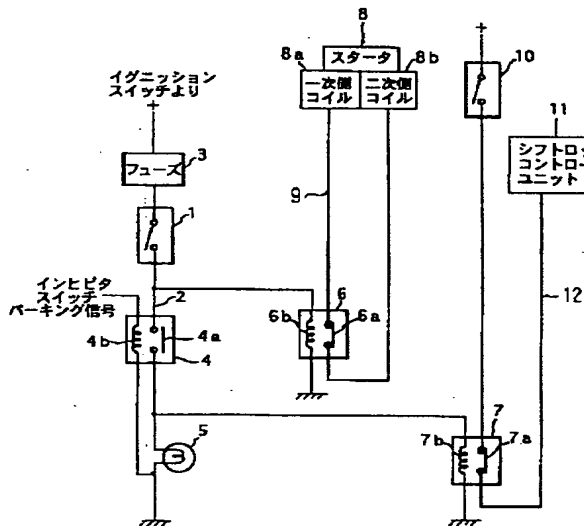 8
8a
スタータ
8b
一次側
コイル
二次側
コイル
+
10
イグニッション
スイッチより
+
11
シフトロッ
コントロー
ユニット
フューズ
3
1
9
12
インヒビタ
スイッチ
パーキング信号
2
4b
4a
4
6
6b
6a
5
7
7b
7a